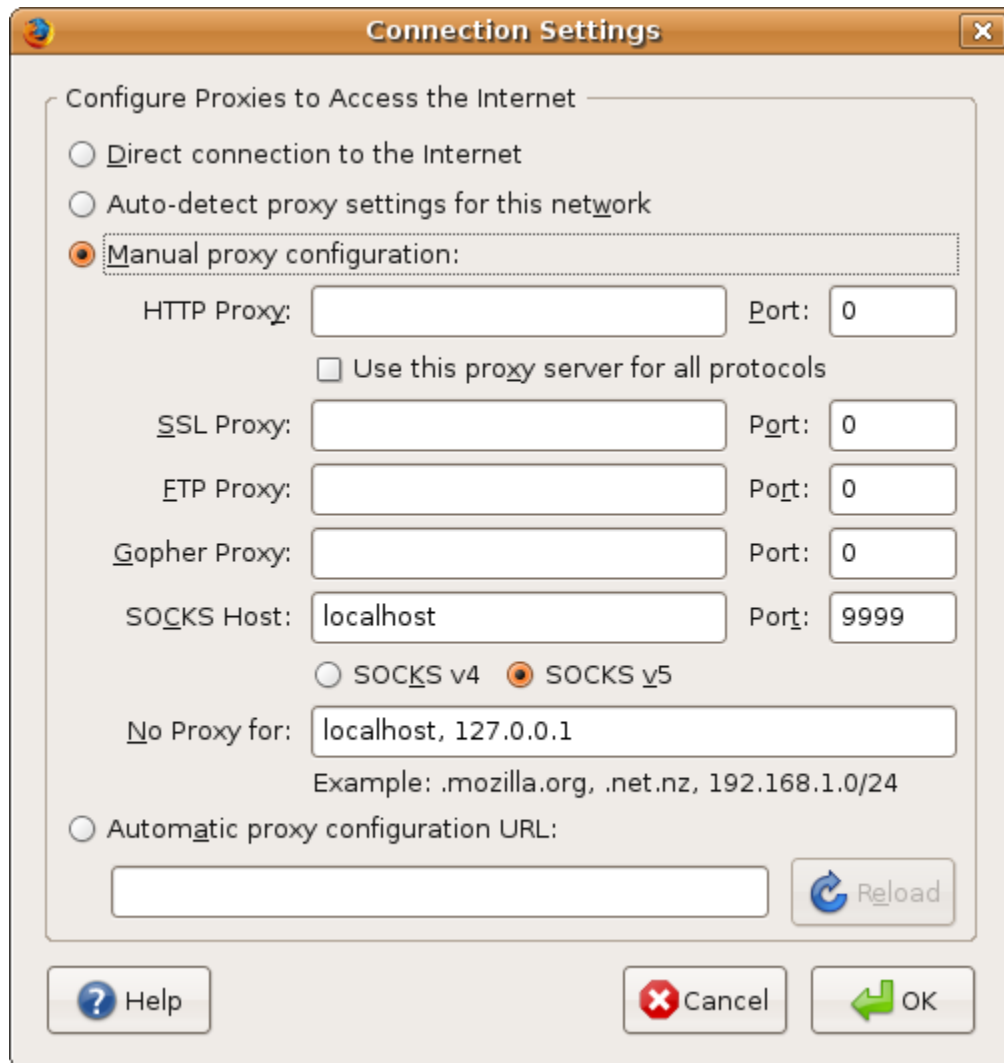 Connection Settings
Configure Proxies to Access the Internet
Direct connection to the Internet
Auto-detect proxy settings for this network
Manual proxy configuration:
HTTP Proxy: Port: 0
Use this proxy server for all protocols
SSL Proxy: Port: 0
FTP Proxy: Port: 0
Gopher Proxy: Port: 0
SOCKS Host: localhost Port: 9999
SOCKS v4 SOCKS v5
No Proxy for: localhost, 127.0.0.1
Example: .mozilla.org, .net.nz, 192.168.1.0/24
Automatic proxy configuration URL:
Reload
Help Cancel OK